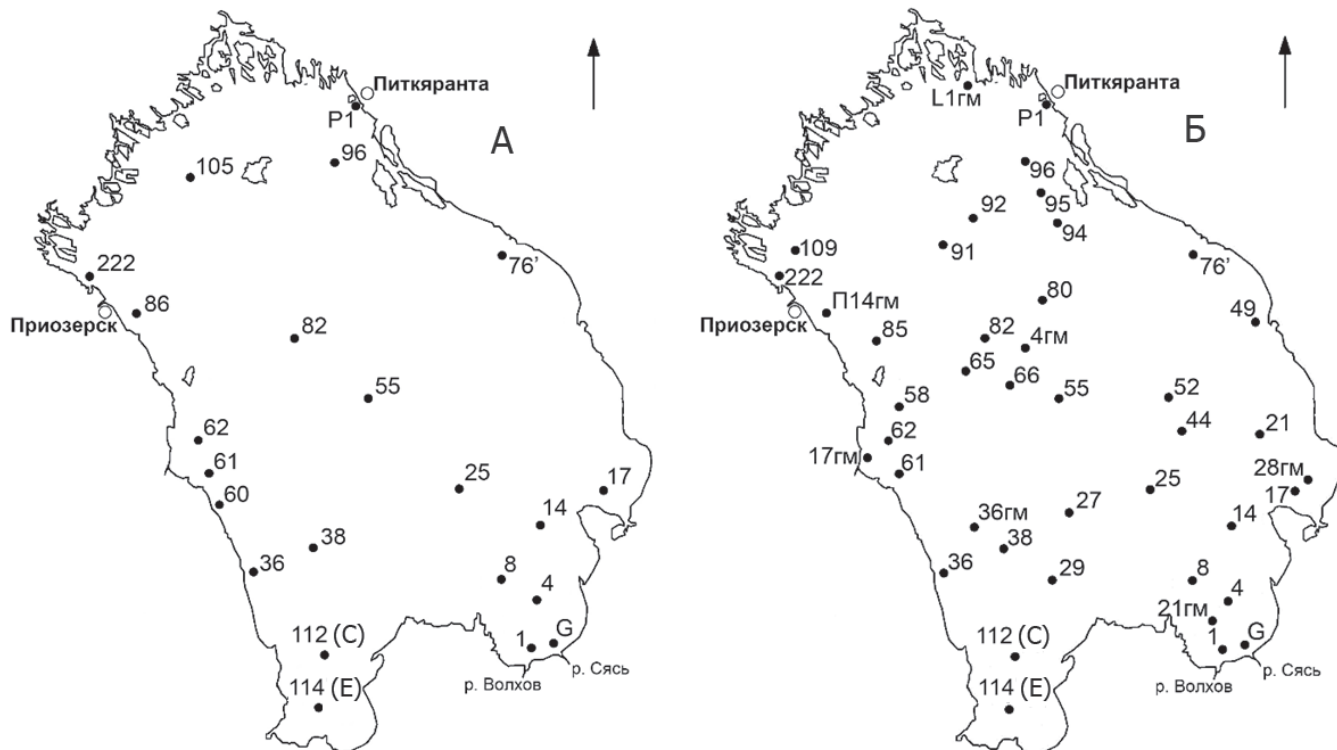 Питкяранта
P1
А
96
105
76’
222
86
Приозерск
82
55
62
61
25
17
60
14
38
36
8
4
112 (C)
1
G
р. Сясь
р. Волхов
114 (E)
Питкяранта
L1гм
P1
Б
96
95
92
94
109
91
76’
222
П14гм
80
Приозерск
49
85
82
4гм
65
66
58
55
52
62
44
21
17гм
61
28гм
25
17
27
36гм
14
38
36
29
8
4
21гм
112 (C)
1
G
р. Сясь
р. Волхов
114 (E)